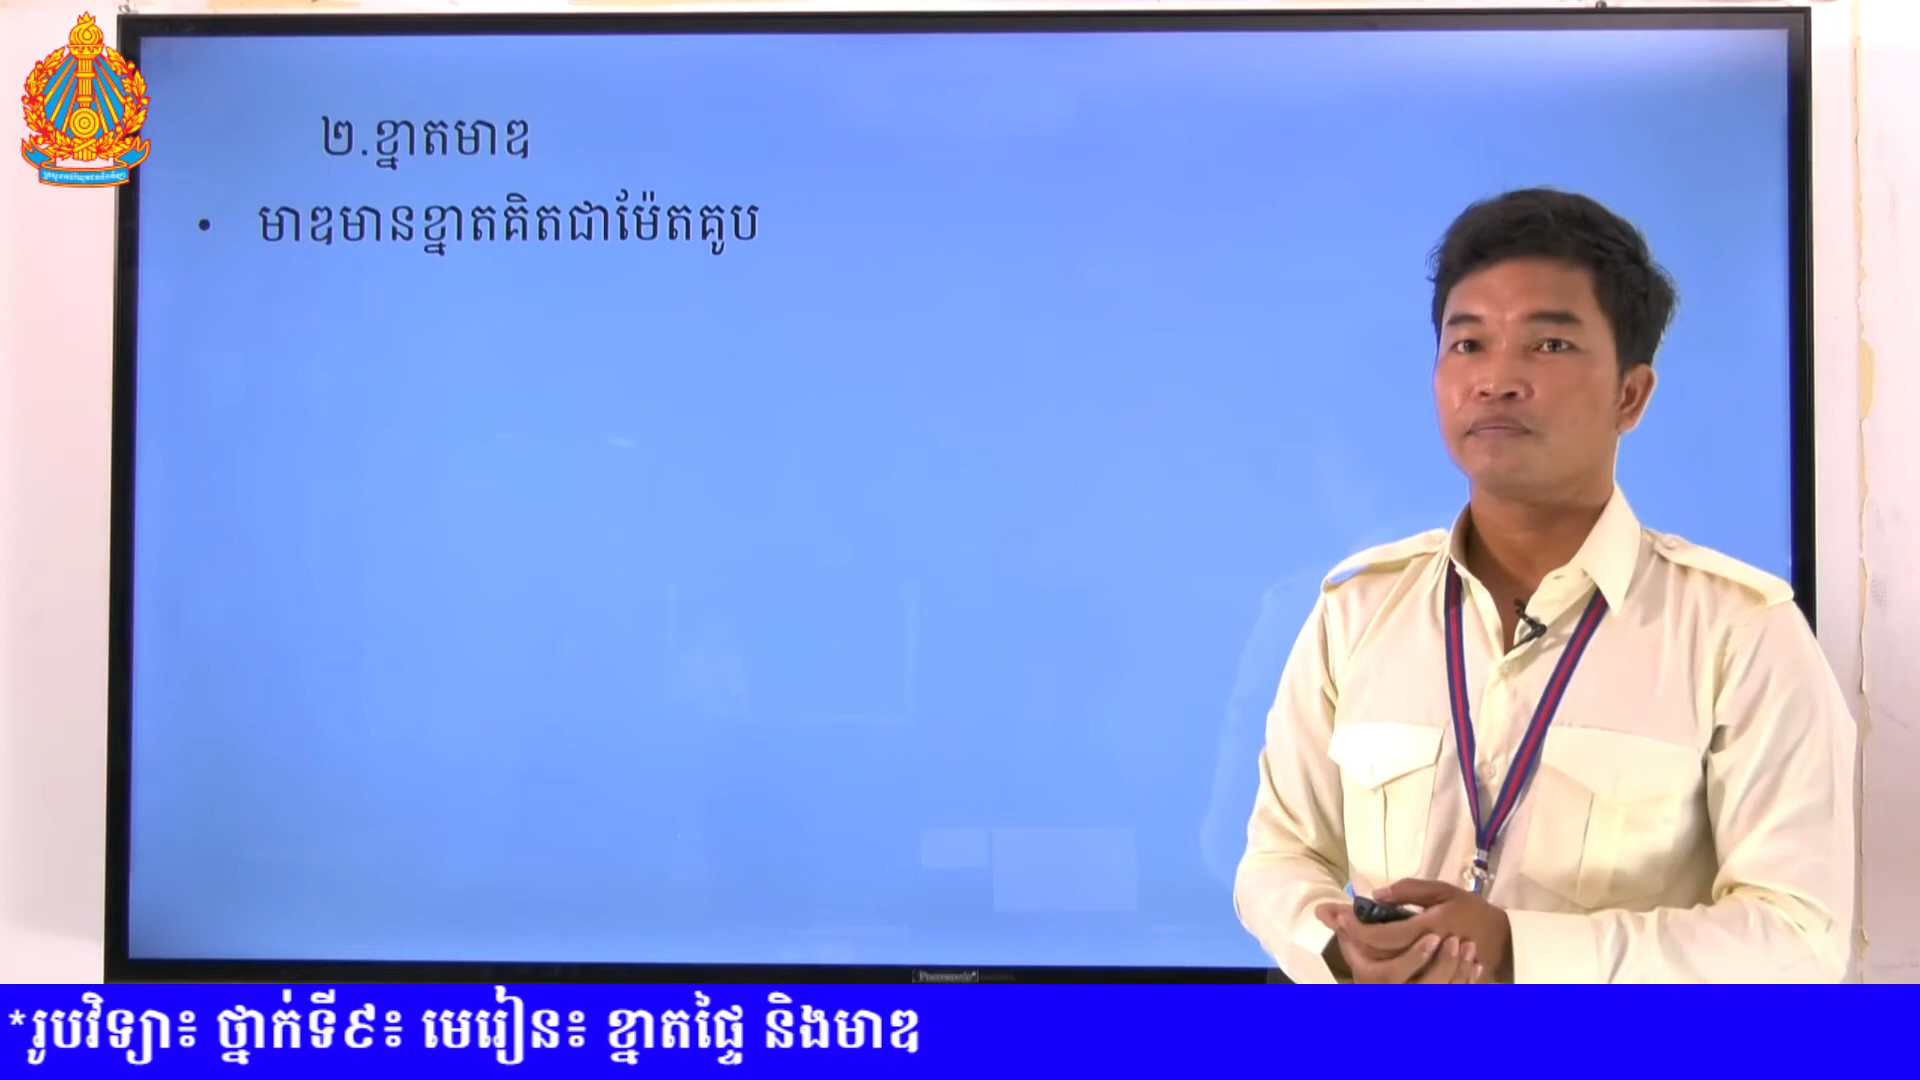 ២.ខ្នាតមាឌ
• មាឌមានខ្នាតគិតជាម៉ែតគូប
Panasonic
*រូបវិទ្យា៖ ថ្នាក់ទី៩៖ មេរៀន៖ ខ្នាតផ្ទៃ និងមាឌ